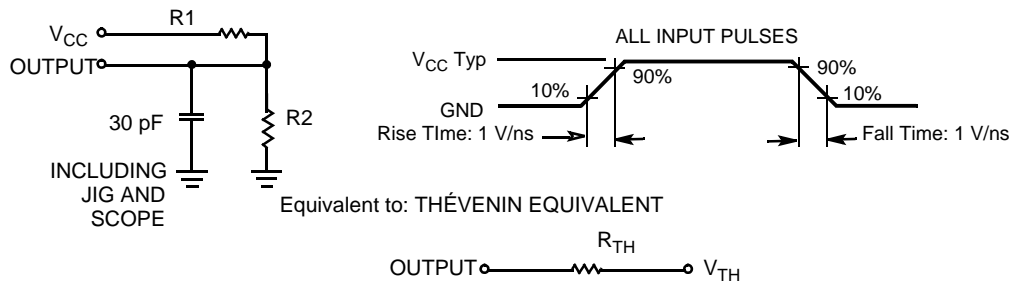 R1
VCC
OUTPUT
30 pF
R2
INCLUDING
JIG AND
SCOPE
ALL INPUT PULSES
VCC Typ
10%
90%
90%
10%
GND
Rise TIme: 1 V/ns
Fall Time: 1 V/ns
Equivalent to: THÉVENIN EQUIVALENT
RTH
OUTPUT
VTH